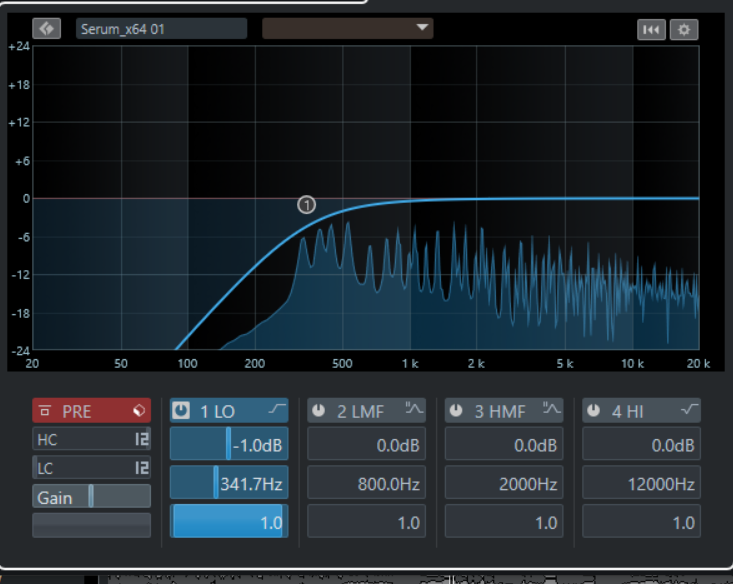 Serum_x64 01
+24
+18
+12
+6
0
-6
-12
-18
-24
20 50 100 200 500 1 k 2 k 5 k 10 k 20 k
1
PRE 1 LO 2 LMF 3 HMF 4 HI
HC 12 -1.0dB 0.0dB 0.0dB 0.0dB
LC 12 341.7Hz 800.0Hz 2000Hz 12000Hz
Gain 1.0 1.0 1.0 1.0